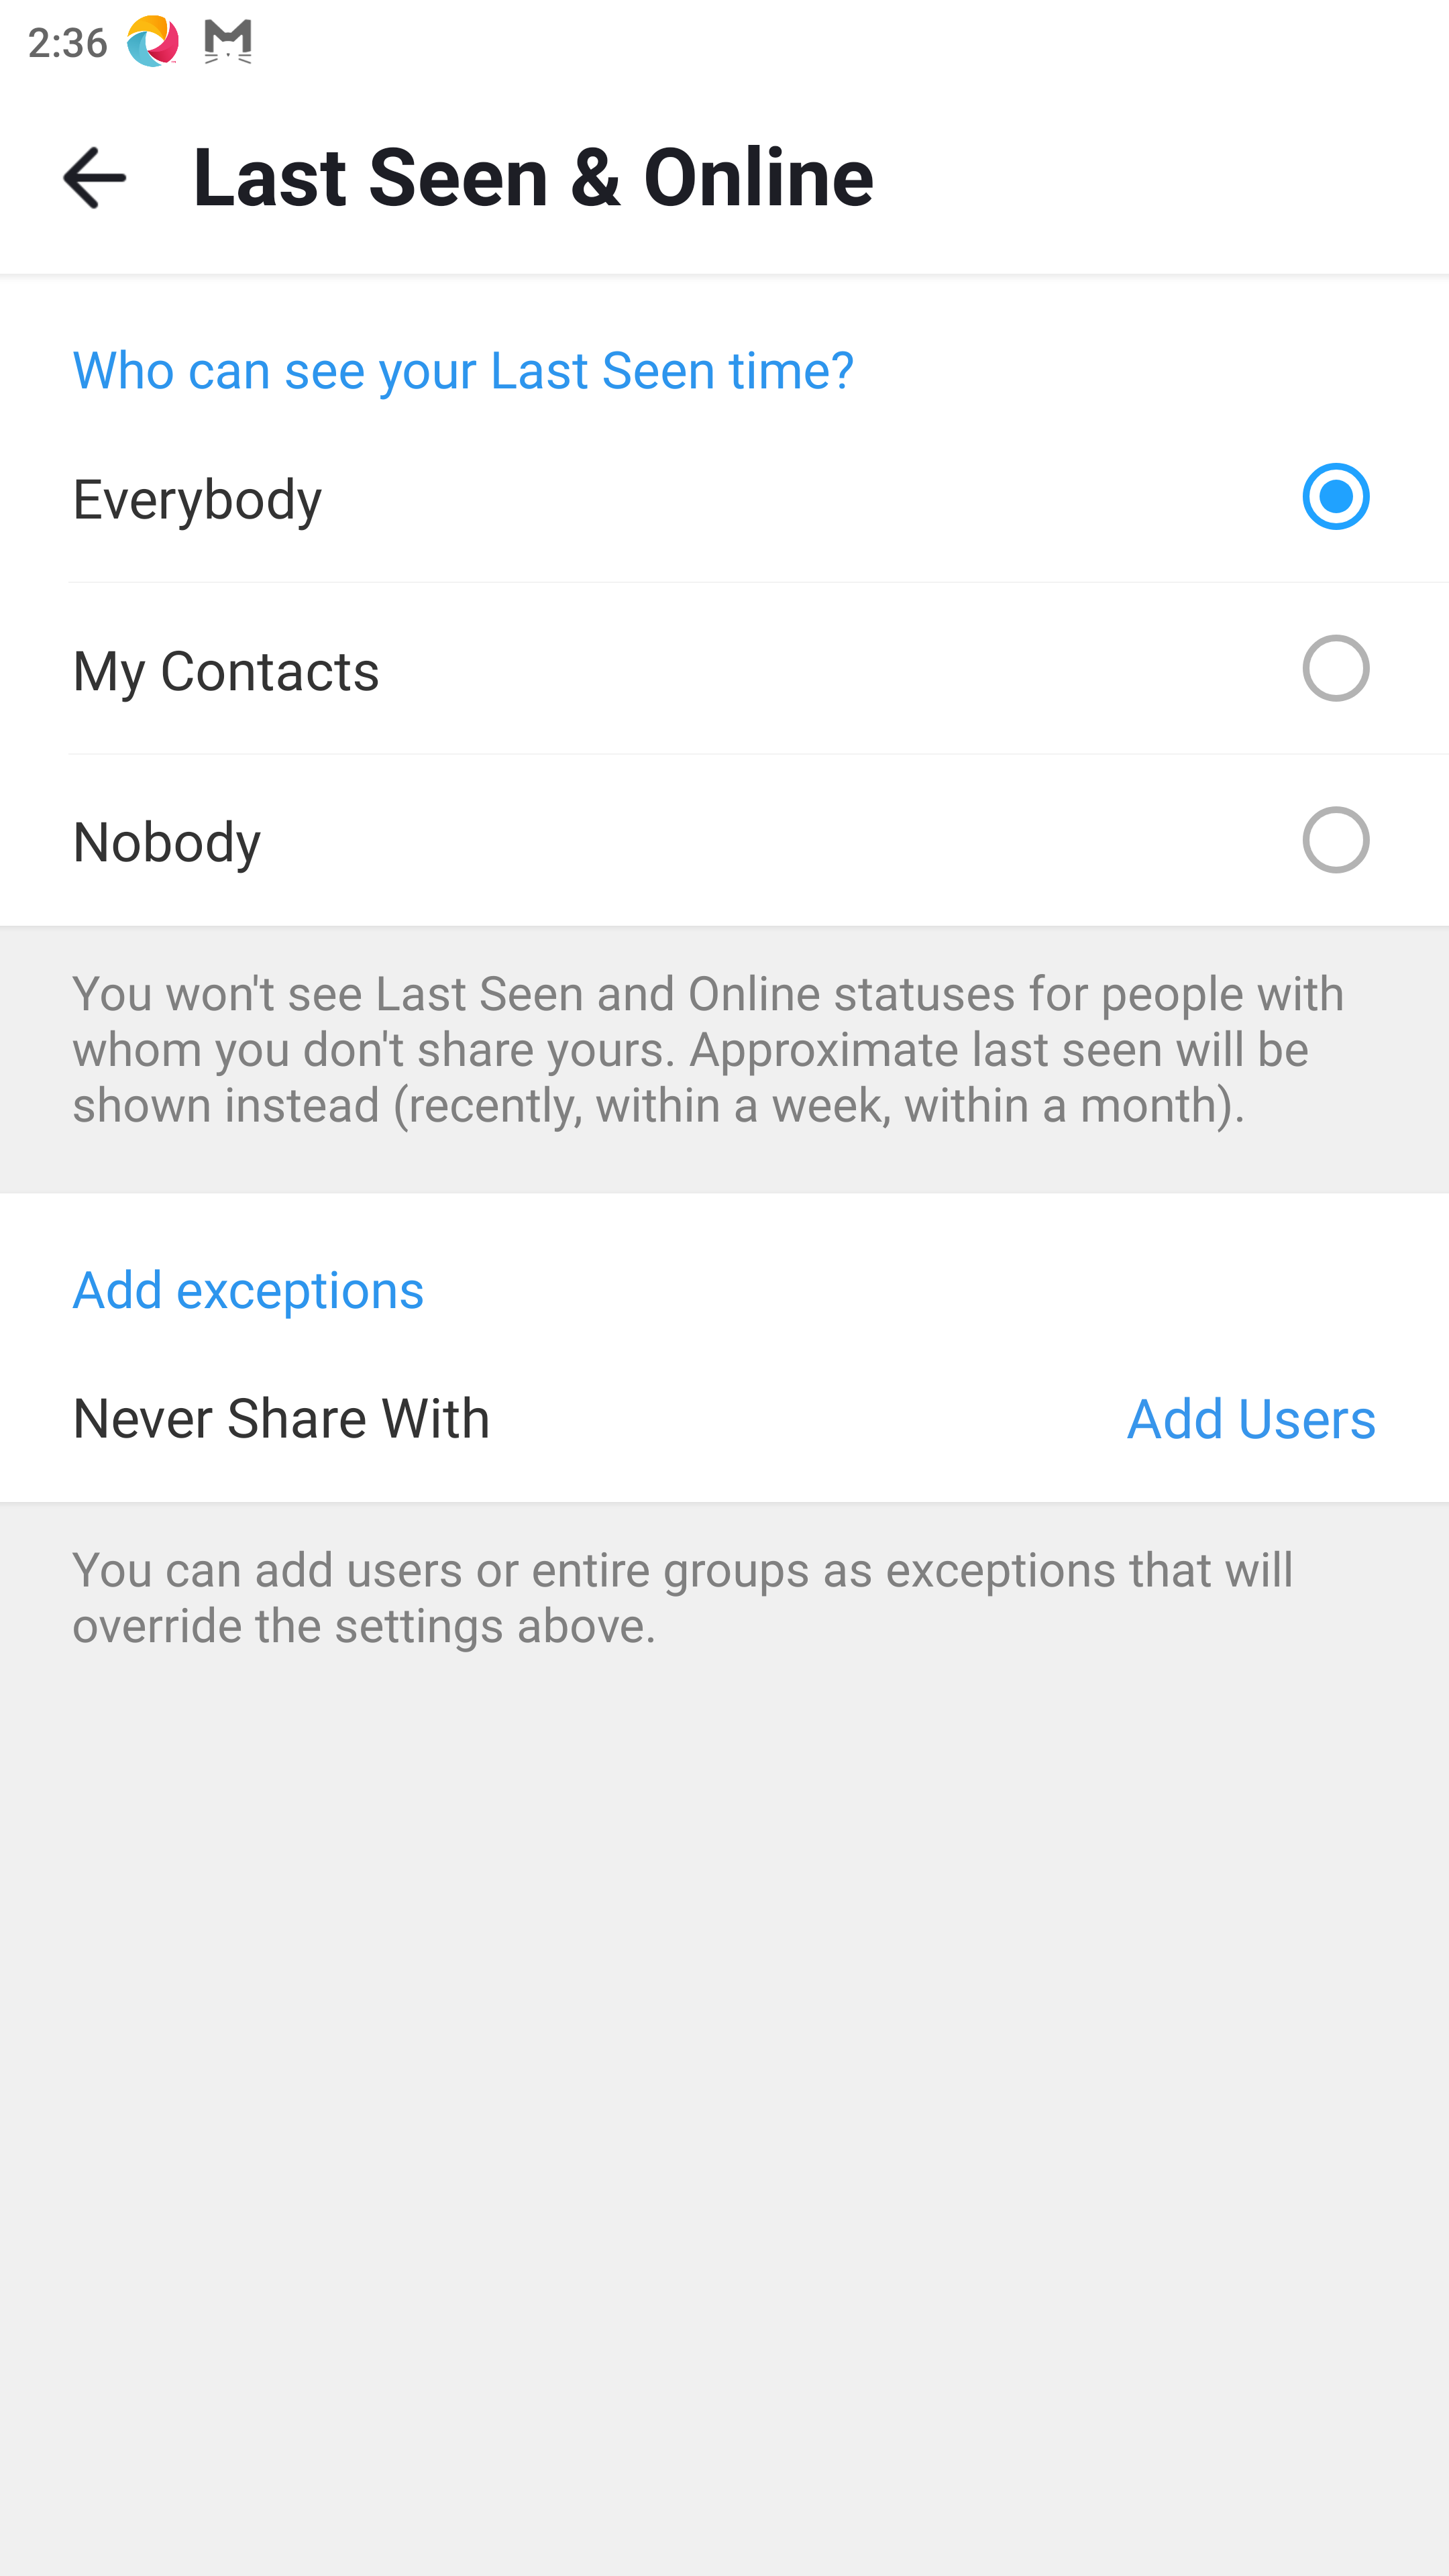 2:36
Last Seen & Online
Who can see your Last Seen time?
Everybody
My Contacts
Nobody
You won't see Last Seen and Online statuses for people with
whom you don't share yours. Approximate last seen will be
shown instead (recently, within a week, within a month).
Add exceptions
Never Share With
Add Users
You can add users or entire groups as exceptions that will
override the settings above.